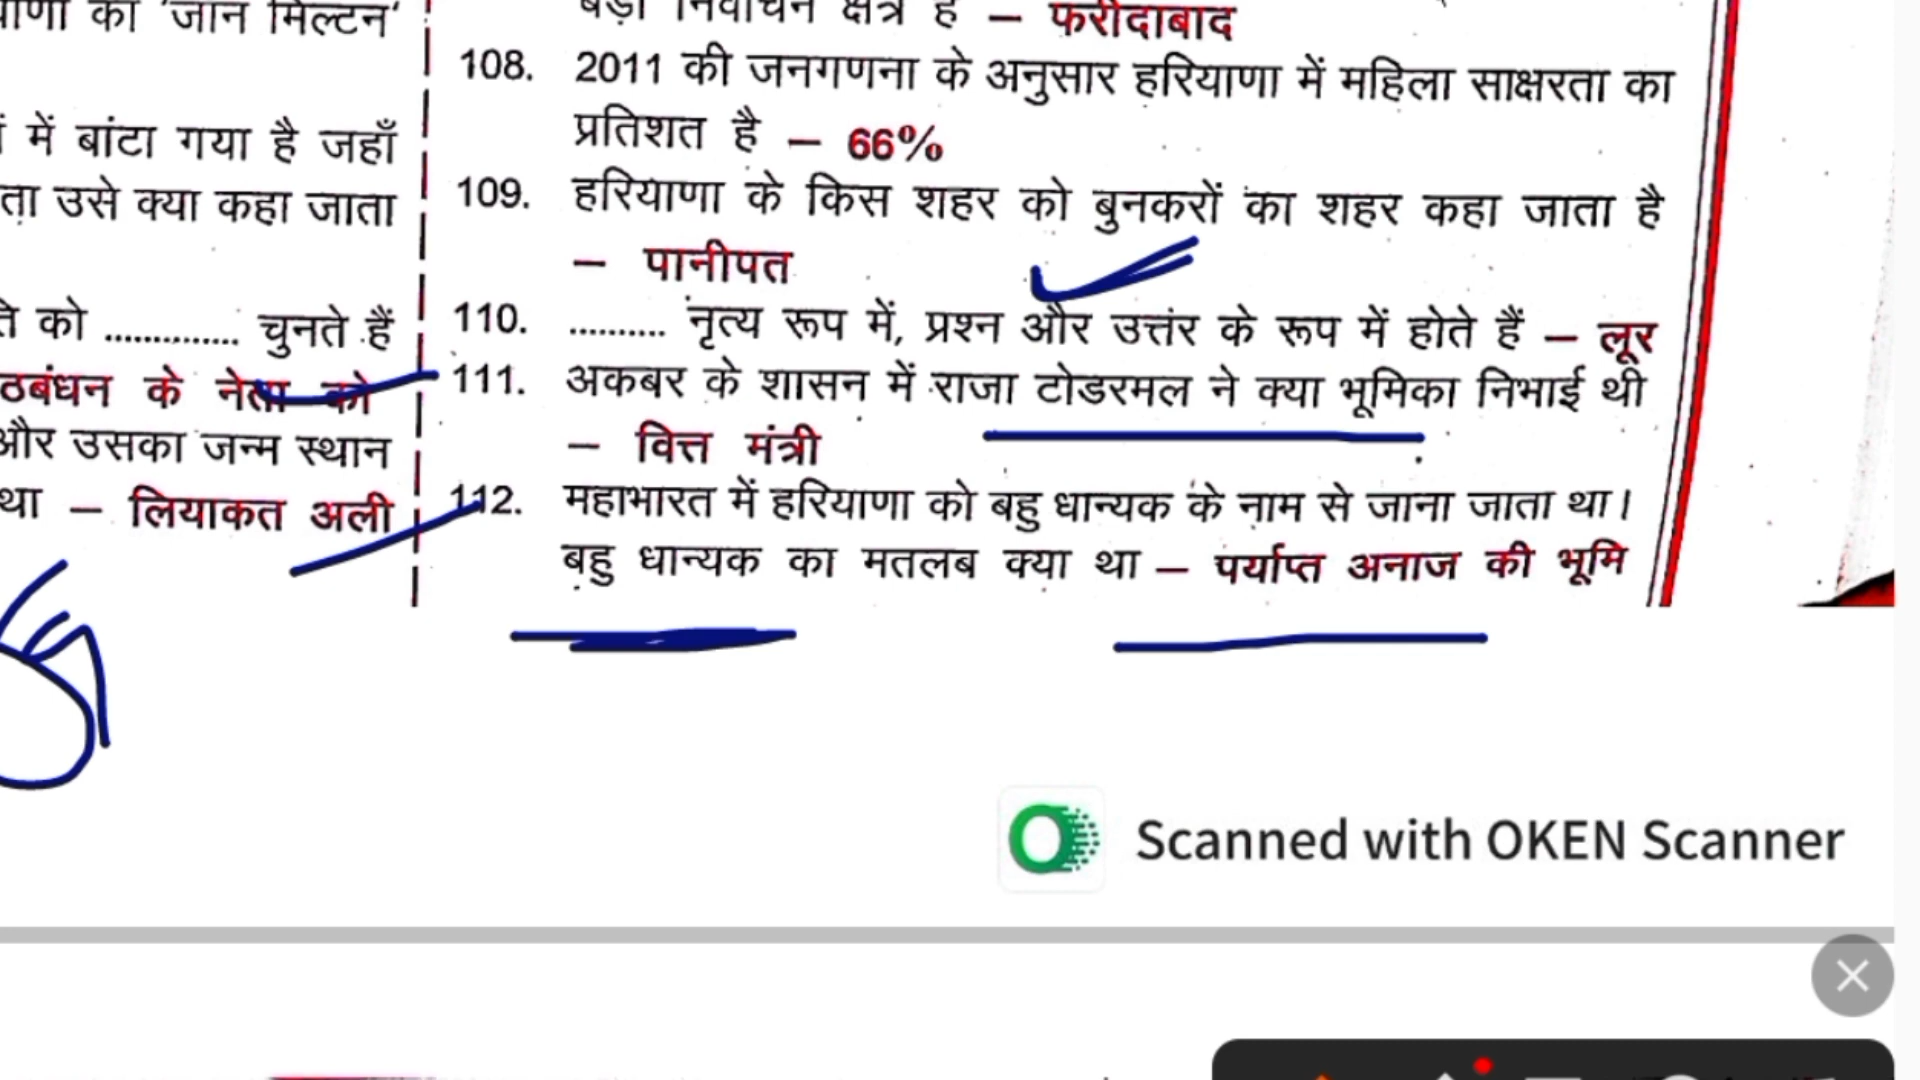 याणा का 'जॉन मिल्टन'
में बांटा गया है जहाँ
ता उसे क्या कहा जाता
को ............. चुनते हैं
ठबंधन के नेता को
और उसका जन्म स्थान
था – लियाकत अली
बड़ा निर्वाचन क्षेत्र है – फरीदाबाद
108. 2011 की जनगणना के अनुसार हरियाणा में महिला साक्षरता का
प्रतिशत है – 66%
109. हरियाणा के किस शहर को बुनकरों का शहर कहा जाता है
– पानीपत
110. .......... नृत्य रूप में, प्रश्न और उत्तर के रूप में होते हैं – लूर
111. अकबर के शासन में राजा टोडरमल ने क्या भूमिका निभाई थी
– वित्त मंत्री
112. महाभारत में हरियाणा को बहु धान्यक के नाम से जाना जाता था।
बहु धान्यक का मतलब क्या था – पर्याप्त अनाज की भूमि
Scanned with OKEN Scanner